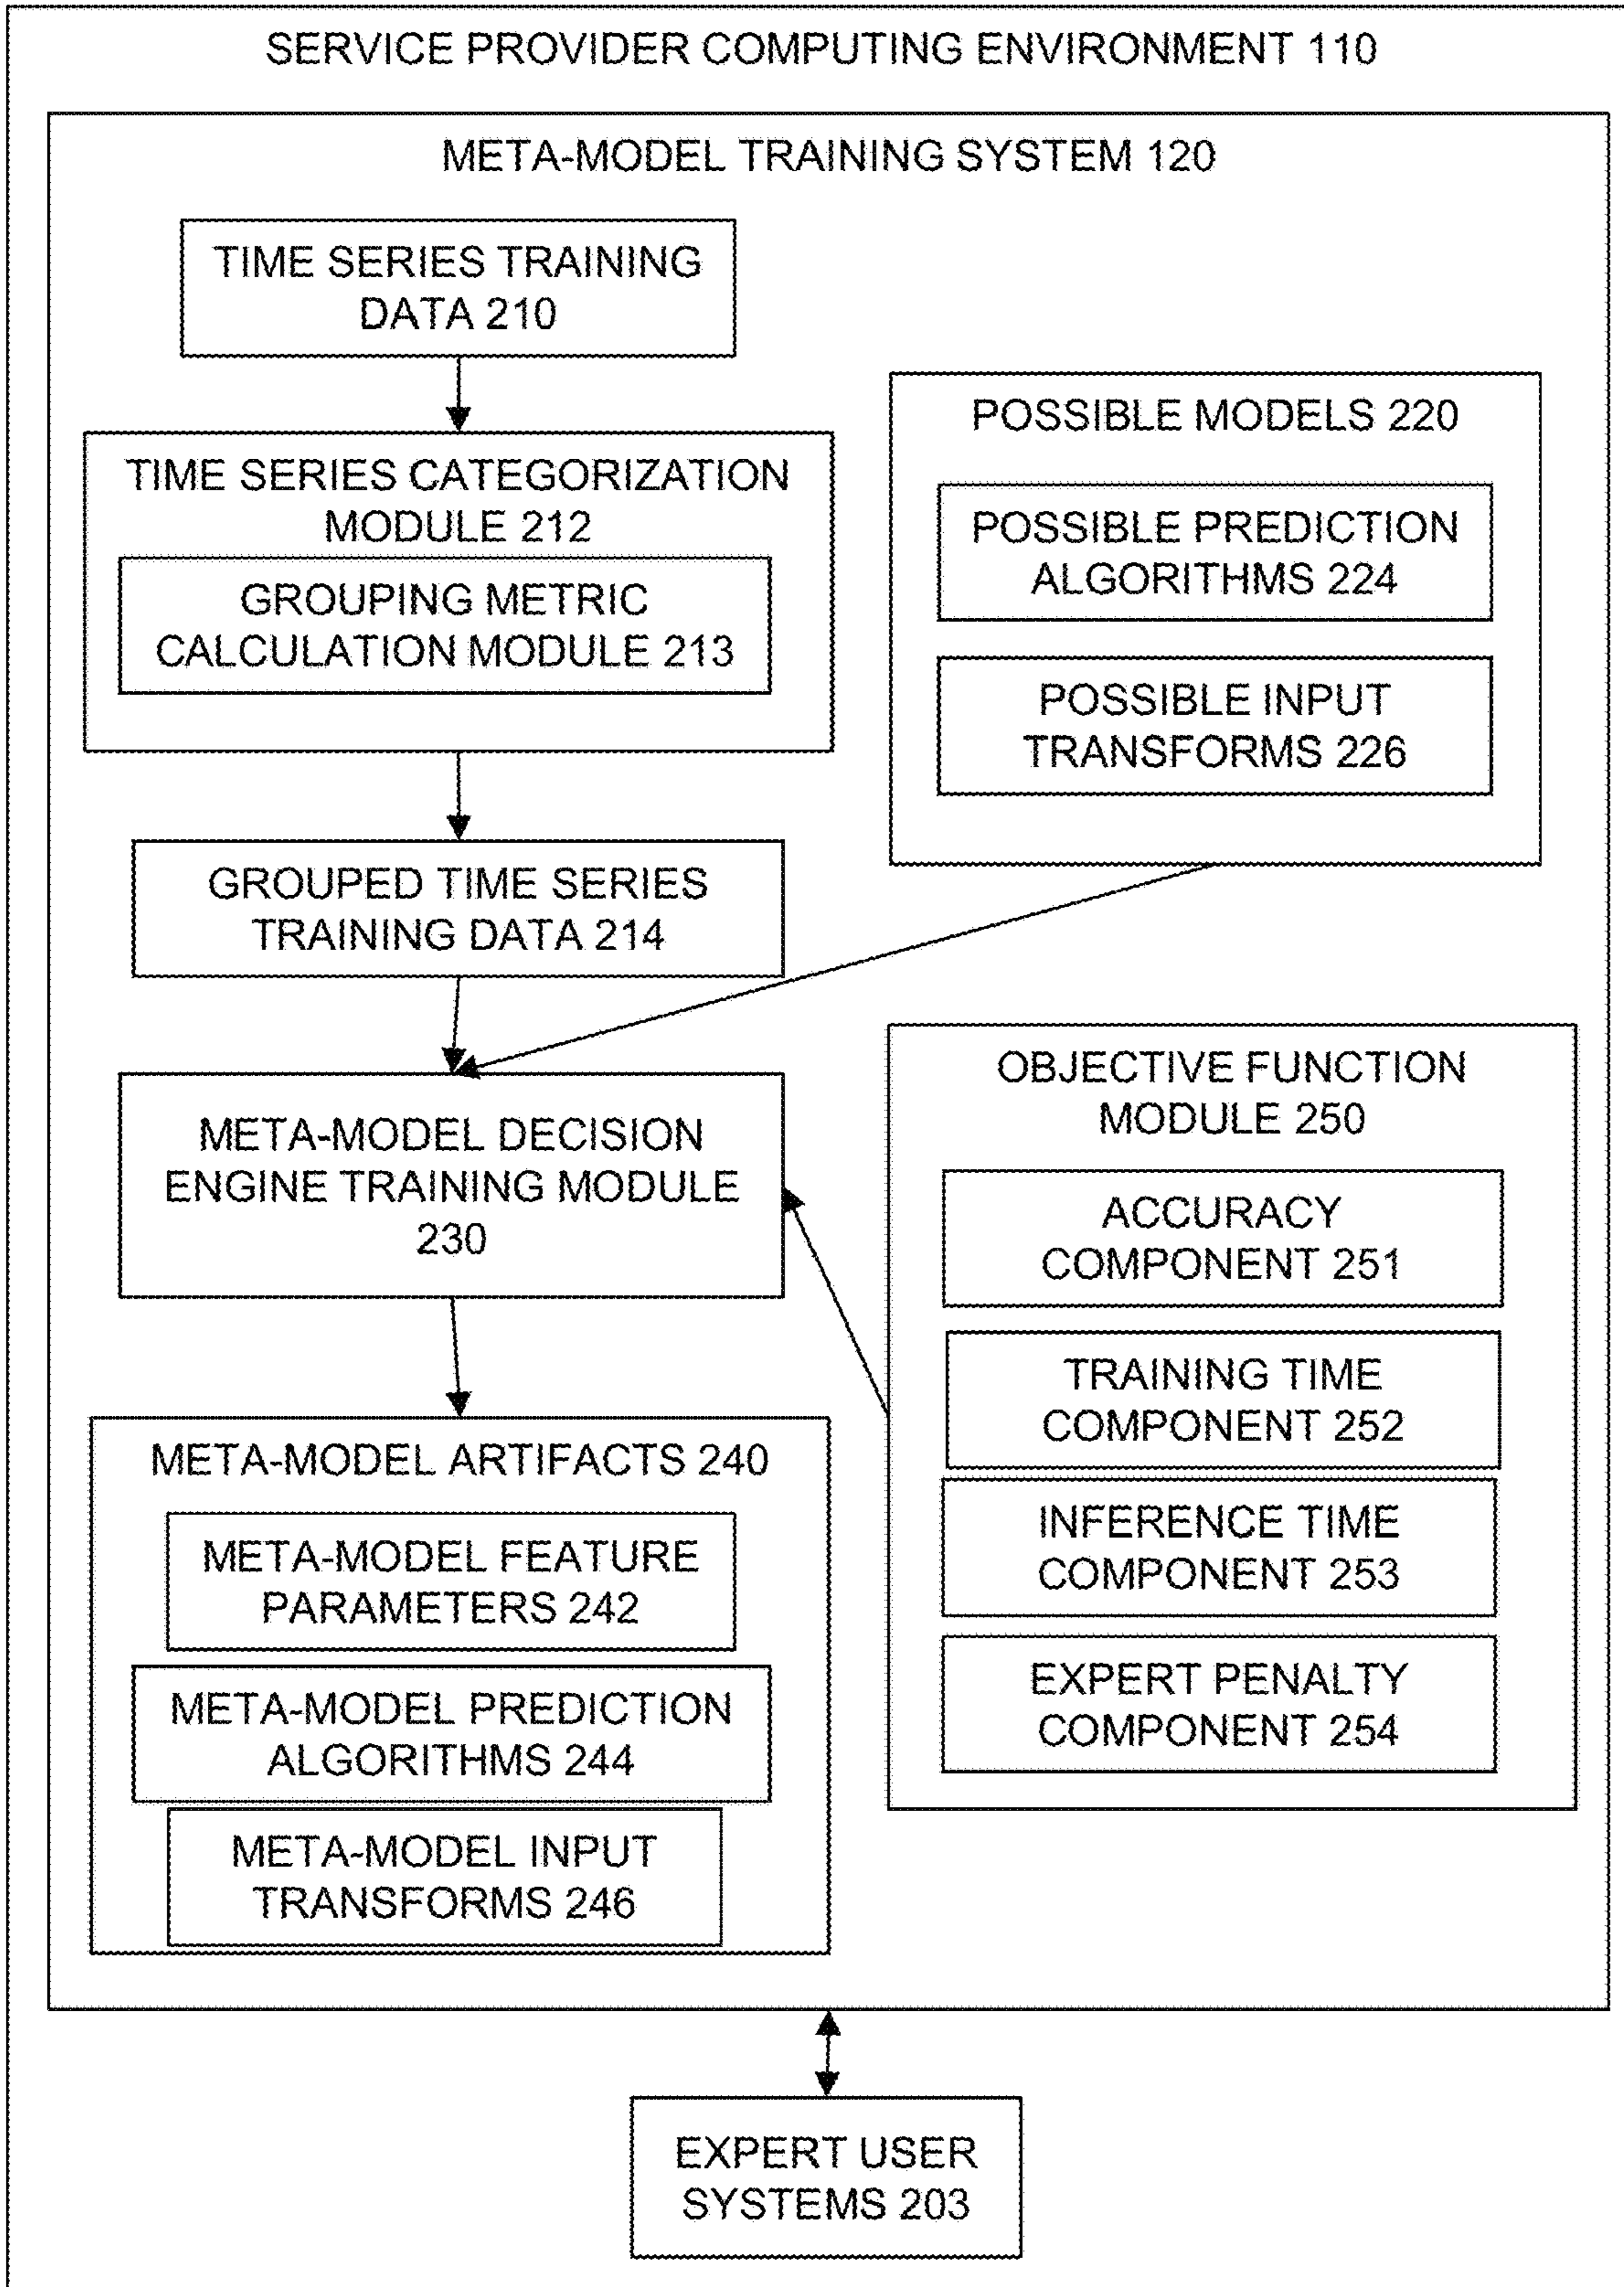 SERVICE PROVIDER COMPUTING ENVIRONMENT 110
META-MODEL TRAINING SYSTEM 120
TIME SERIES TRAINING
DATA 210
TIME SERIES CATEGORIZATION
MODULE 212
GROUPING METRIC
CALCULATION MODULE 213
GROUPED TIME SERIES
TRAINING DATA 214
POSSIBLE MODELS 220
POSSIBLE PREDICTION
ALGORITHMS 224
POSSIBLE INPUT
TRANSFORMS 226
META-MODEL DECISION
ENGINE TRAINING MODULE
230
OBJECTIVE FUNCTION
MODULE 250
ACCURACY
COMPONENT 251
TRAINING TIME
COMPONENT 252
INFERENCE TIME
COMPONENT 253
EXPERT PENALTY
COMPONENT 254
META-MODEL ARTIFACTS 240
META-MODEL FEATURE
PARAMETERS 242
META-MODEL PREDICTION
ALGORITHMS 244
META-MODEL INPUT
TRANSFORMS 246
EXPERT USER
SYSTEMS 203